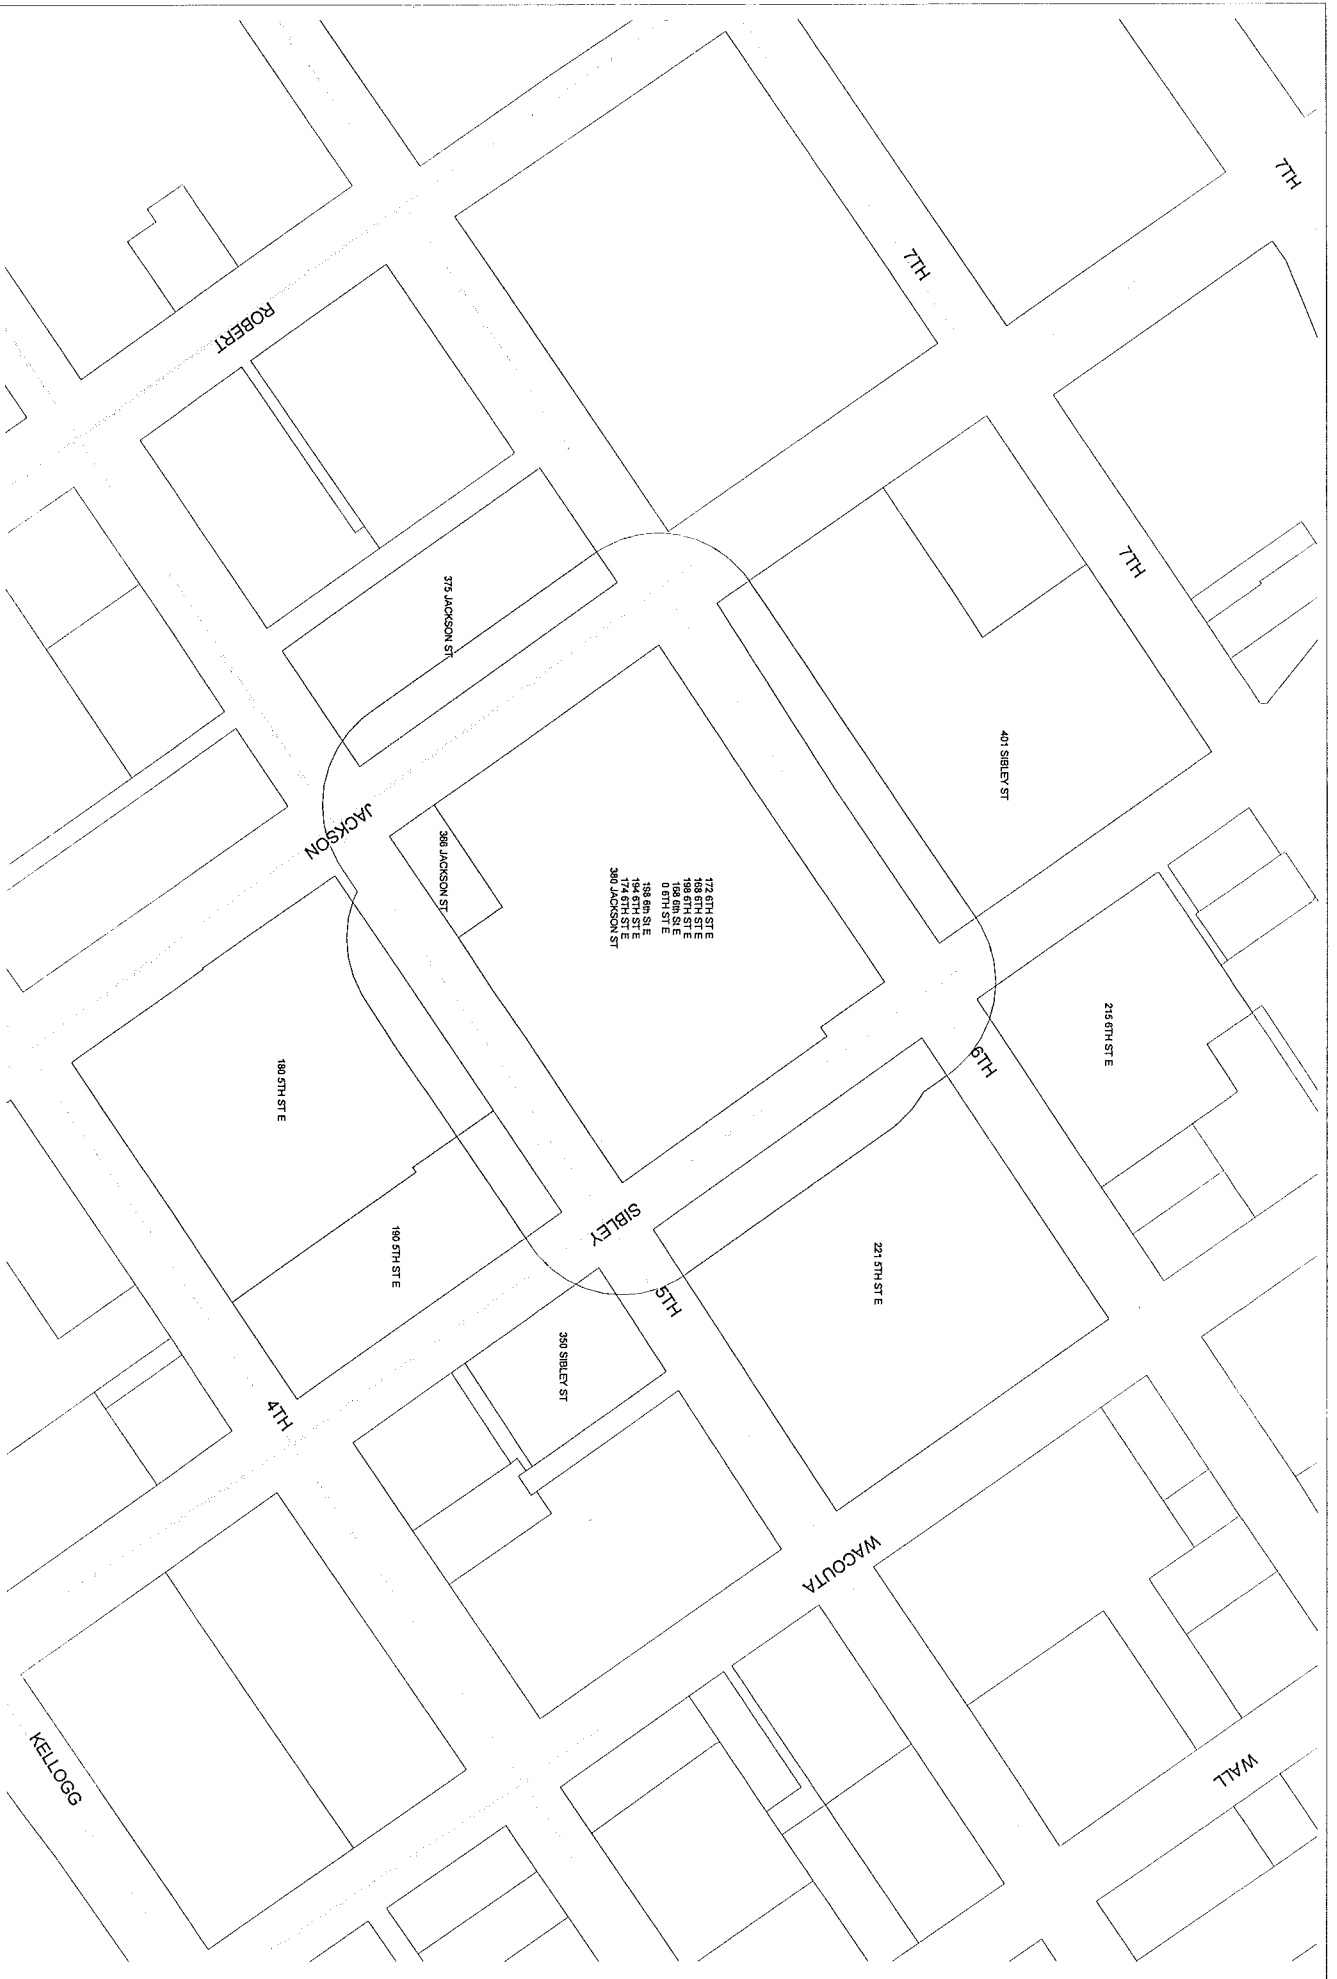 7TH
WALL
7TH
215 6TH ST E
401 SIBLEY ST
6TH
7TH
221 5TH ST E
WACOUTA
172 6TH ST E
168 6TH ST E
198 6TH ST E
168 6th St E
0 6TH ST E
198 6th St E
194 6TH ST E
174 6TH ST E
380 JACKSON ST
5TH
SIBLEY
350 SIBLEY ST
375 JACKSON ST
366 JACKSON ST
190 5TH ST E
JACKSON
180 5TH ST E
4TH
ROBERT
KELLOGG